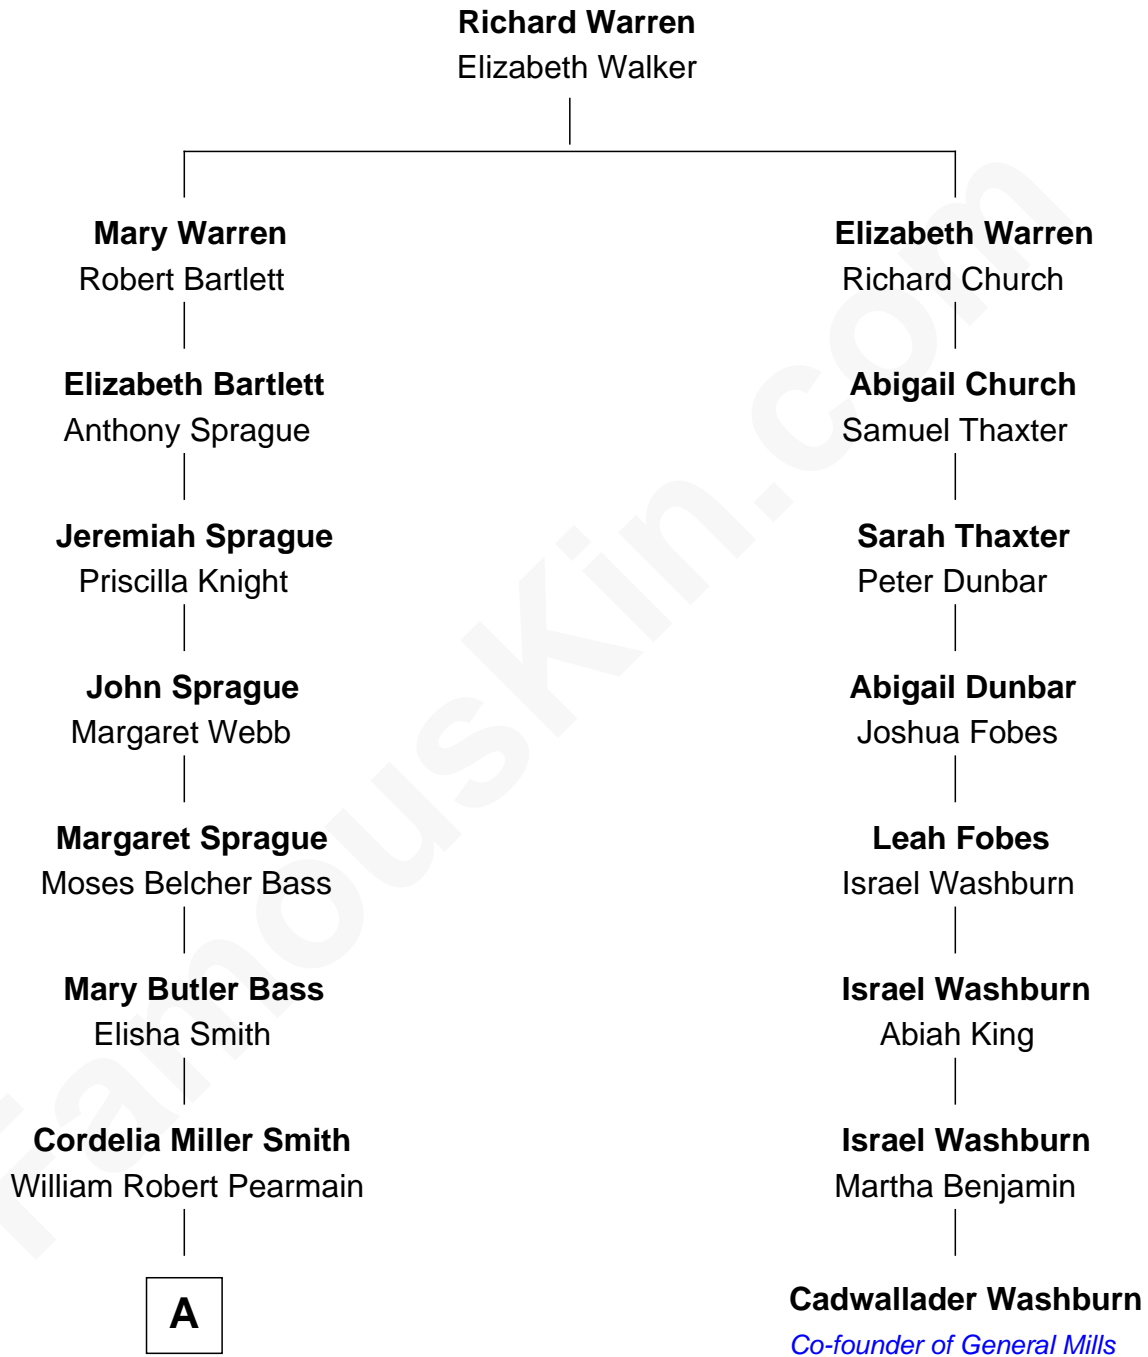 Richard Warren
Elizabeth Walker
Mary Warren
Robert Bartlett
Elizabeth Warren
Richard Church
Elizabeth Bartlett
Anthony Sprague
Abigail Church
Samuel Thaxter
Jeremiah Sprague
Priscilla Knight
Sarah Thaxter
Peter Dunbar
John Sprague
Margaret Webb
Abigail Dunbar
Joshua Fobes
Margaret Sprague
Moses Belcher Bass
Leah Fobes
Israel Washburn
Mary Butler Bass
Elisha Smith
Israel Washburn
Abiah King
Cordelia Miller Smith
William Robert Pearmain
Israel Washburn
Martha Benjamin
A
Cadwallader Washburn
Co-founder of General Mills
FamousKin.com